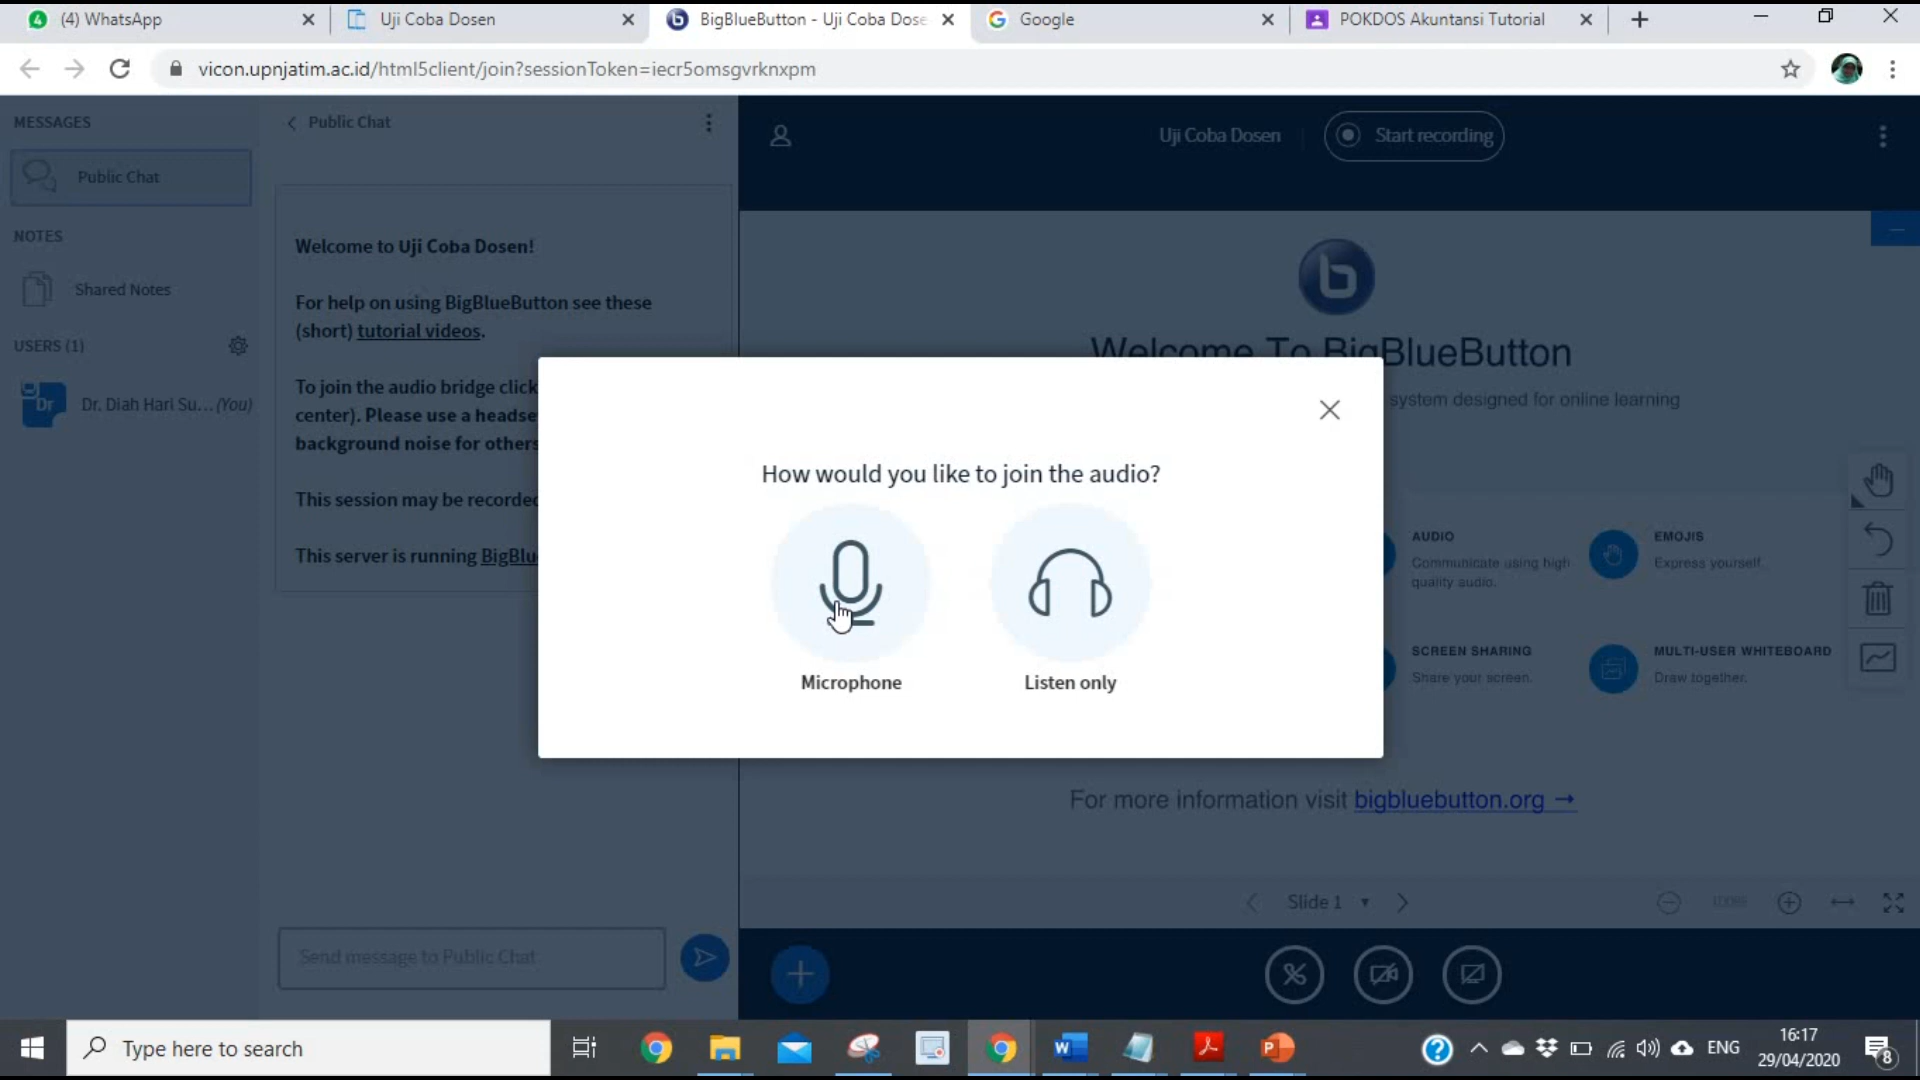 (4) WhatsApp
Uji Coba Dosen
BigBlueButton - Uji Coba Dose
Google
POKDOS Akuntansi Tutorial
vicon.upnjatim.ac.id/html5client/join?sessionToken=iecr5omsgvrknxpm
MESSAGES
Public Chat
NOTES
Shared Notes
USERS (1)
Dr
Dr. Diah Hari Su... (You)
Public Chat
Welcome to Uji Coba Dosen!
For help on using BigBlueButton see these
(short) tutorial videos.
To join the audio bridge click
center). Please use a headse
background noise for others
This session may be recorded
This server is running BigBlu
Send message to Public Chat
Uji Coba Dosen
Start recording
Welcome To BigBlueButton
system designed for online learning
AUDIO
Communicate using high
quality audio.
EMOJIS
Express yourself.
SCREEN SHARING
Share your screen.
MULTI-USER WHITEBOARD
Draw together.
For more information visit bigbluebutton.org →
Slide 1
How would you like to join the audio?
Microphone
Listen only
Type here to search
ENG
16:17
29/04/2020
8